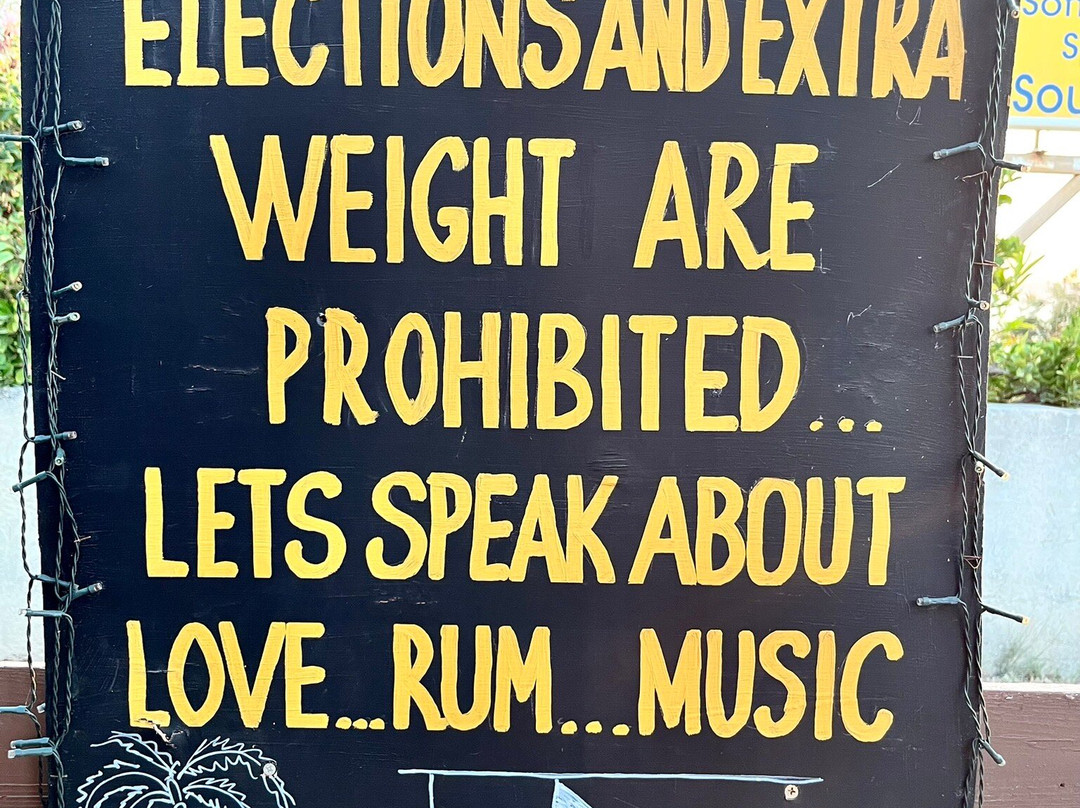 ELECTIONS AND EXTRA
WEIGHT ARE
PROHIBITED...
LETS SPEAK ABOUT
LOVE...RUM...MUSIC